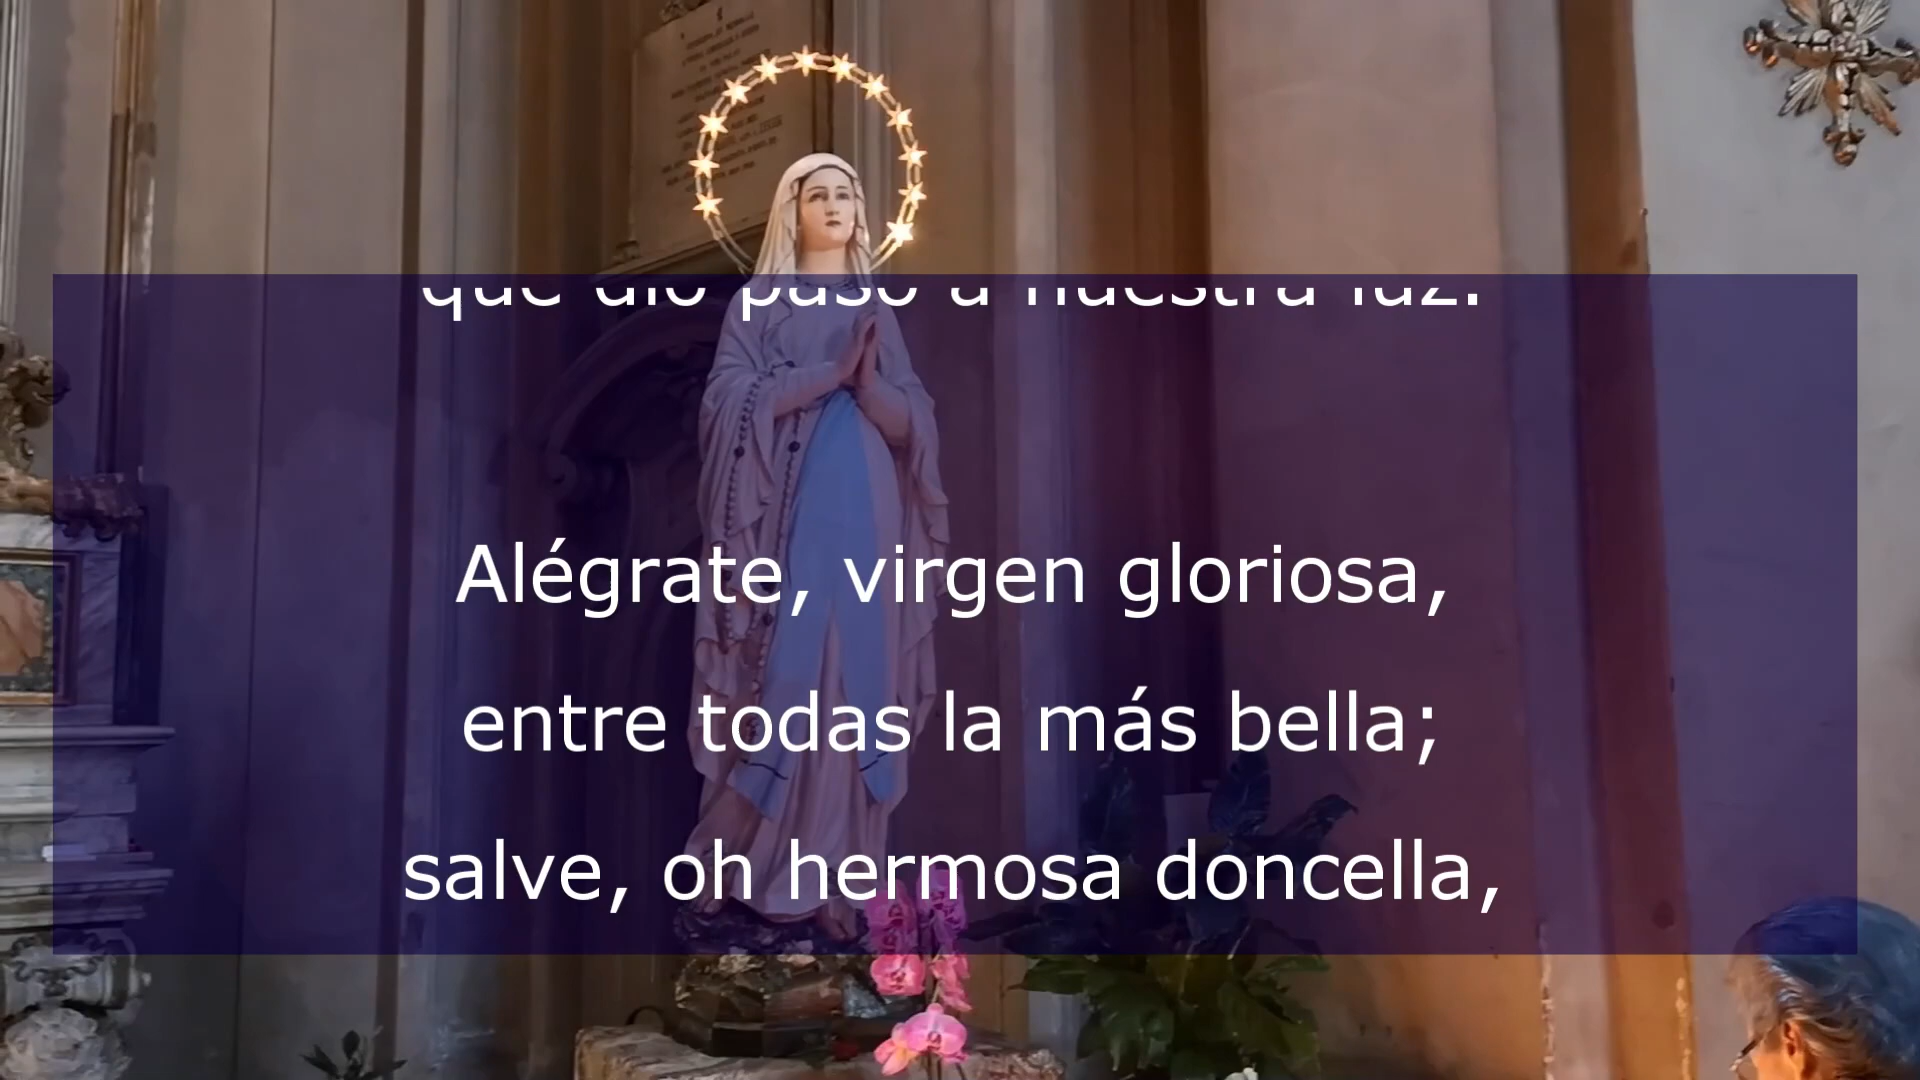 que dio paso a nuestra luz.
Alégrate, virgen gloriosa,
entre todas la más bella;
salve, oh hermosa doncella,